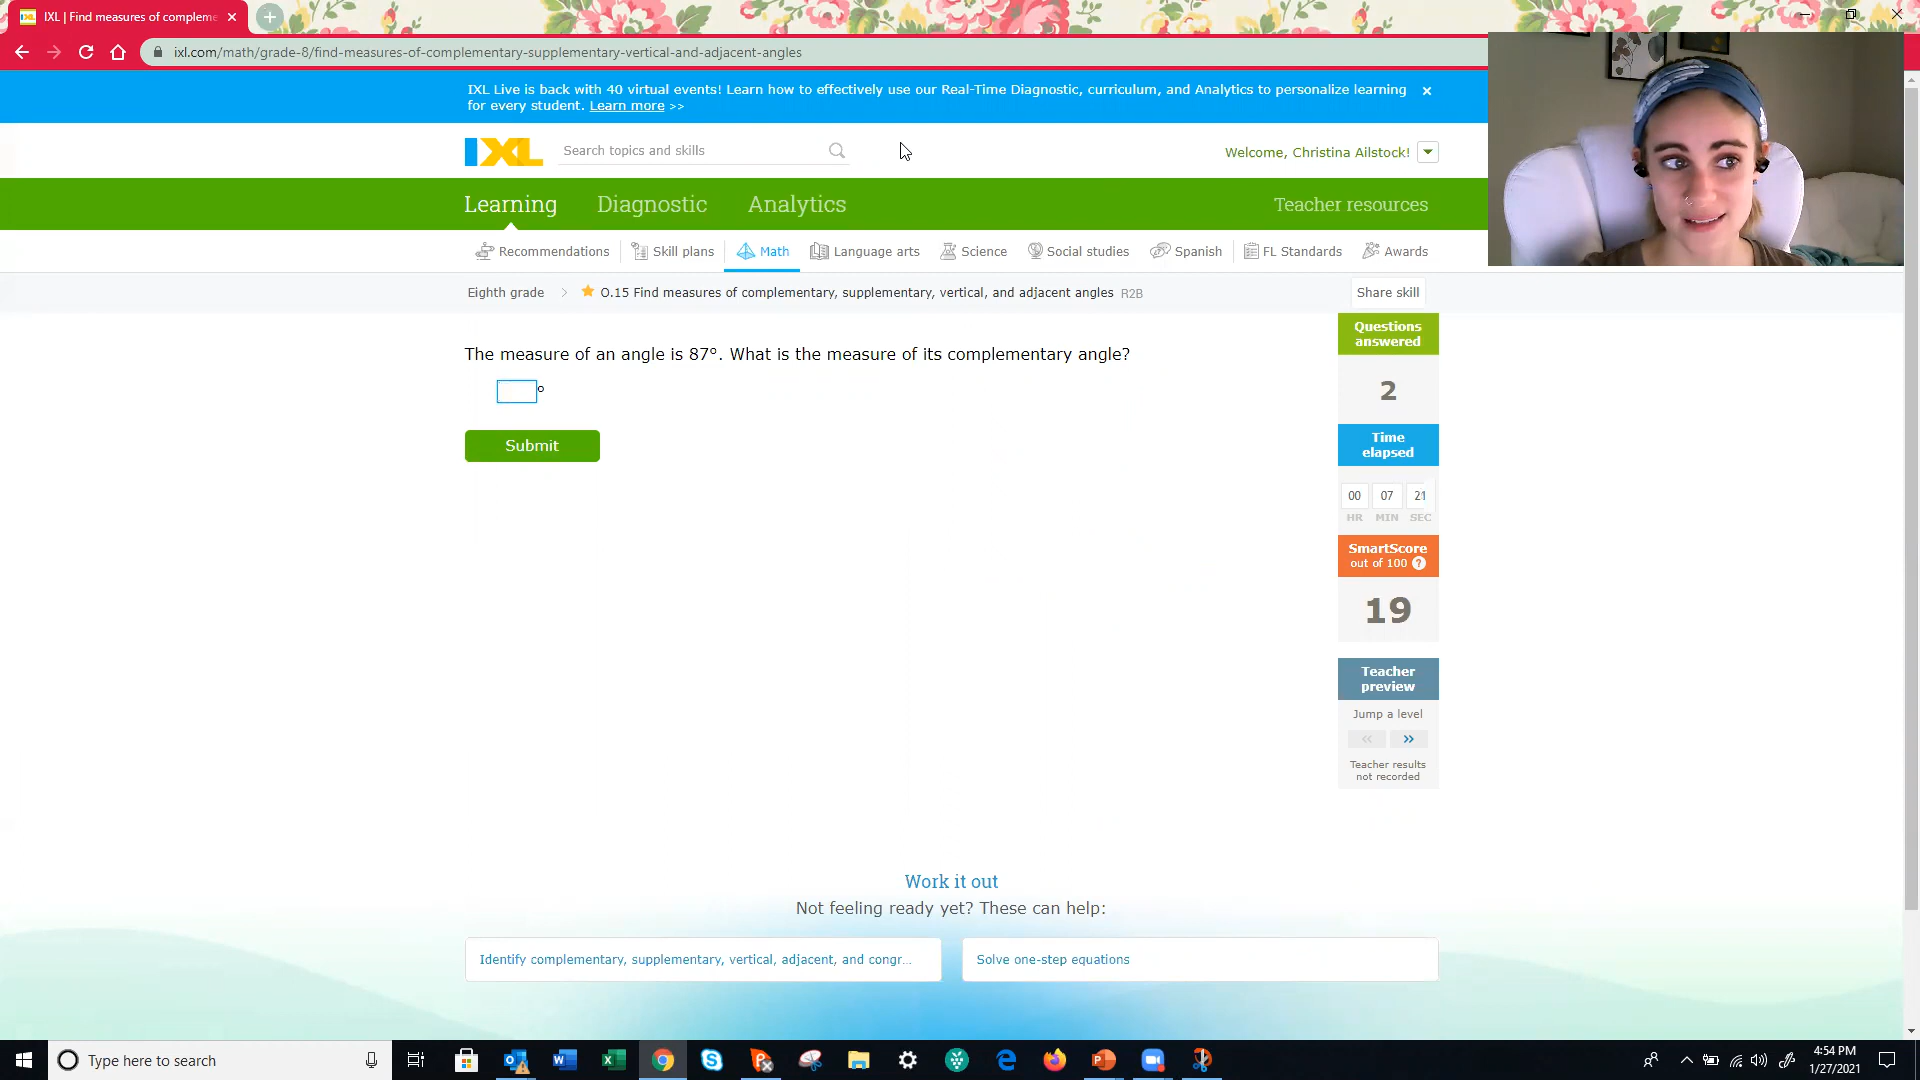 IXL | Find measures of compleme
ixl.com/math/grade-8/find-measures-of-complementary-supplementary-vertical-and-adjacent-angles
IXL Live is back with 40 virtual events! Learn how to effectively use our Real-Time Diagnostic, curriculum, and Analytics to personalize learning
for every student. Learn more >>
IXL
Search topics and skills
Welcome, Christina Ailstock!
Learning
Diagnostic
Analytics
Teacher resources
Recommendations
Skill plans
Math
Language arts
Science
Social studies
Spanish
FL Standards
Awards
Eighth grade > O.15 Find measures of complementary, supplementary, vertical, and adjacent angles R2B
Share skill
The measure of an angle is 87°. What is the measure of its complementary angle?
°
Submit
Questions
answered
2
Time
elapsed
00 07 21
HR MIN SEC
SmartScore
out of 100 ?
19
Teacher
preview
Jump a level
<< >>
Teacher results
not recorded
Work it out
Not feeling ready yet? These can help:
Identify complementary, supplementary, vertical, adjacent, and congr...
Solve one-step equations
Type here to search
4:54 PM
1/27/2021